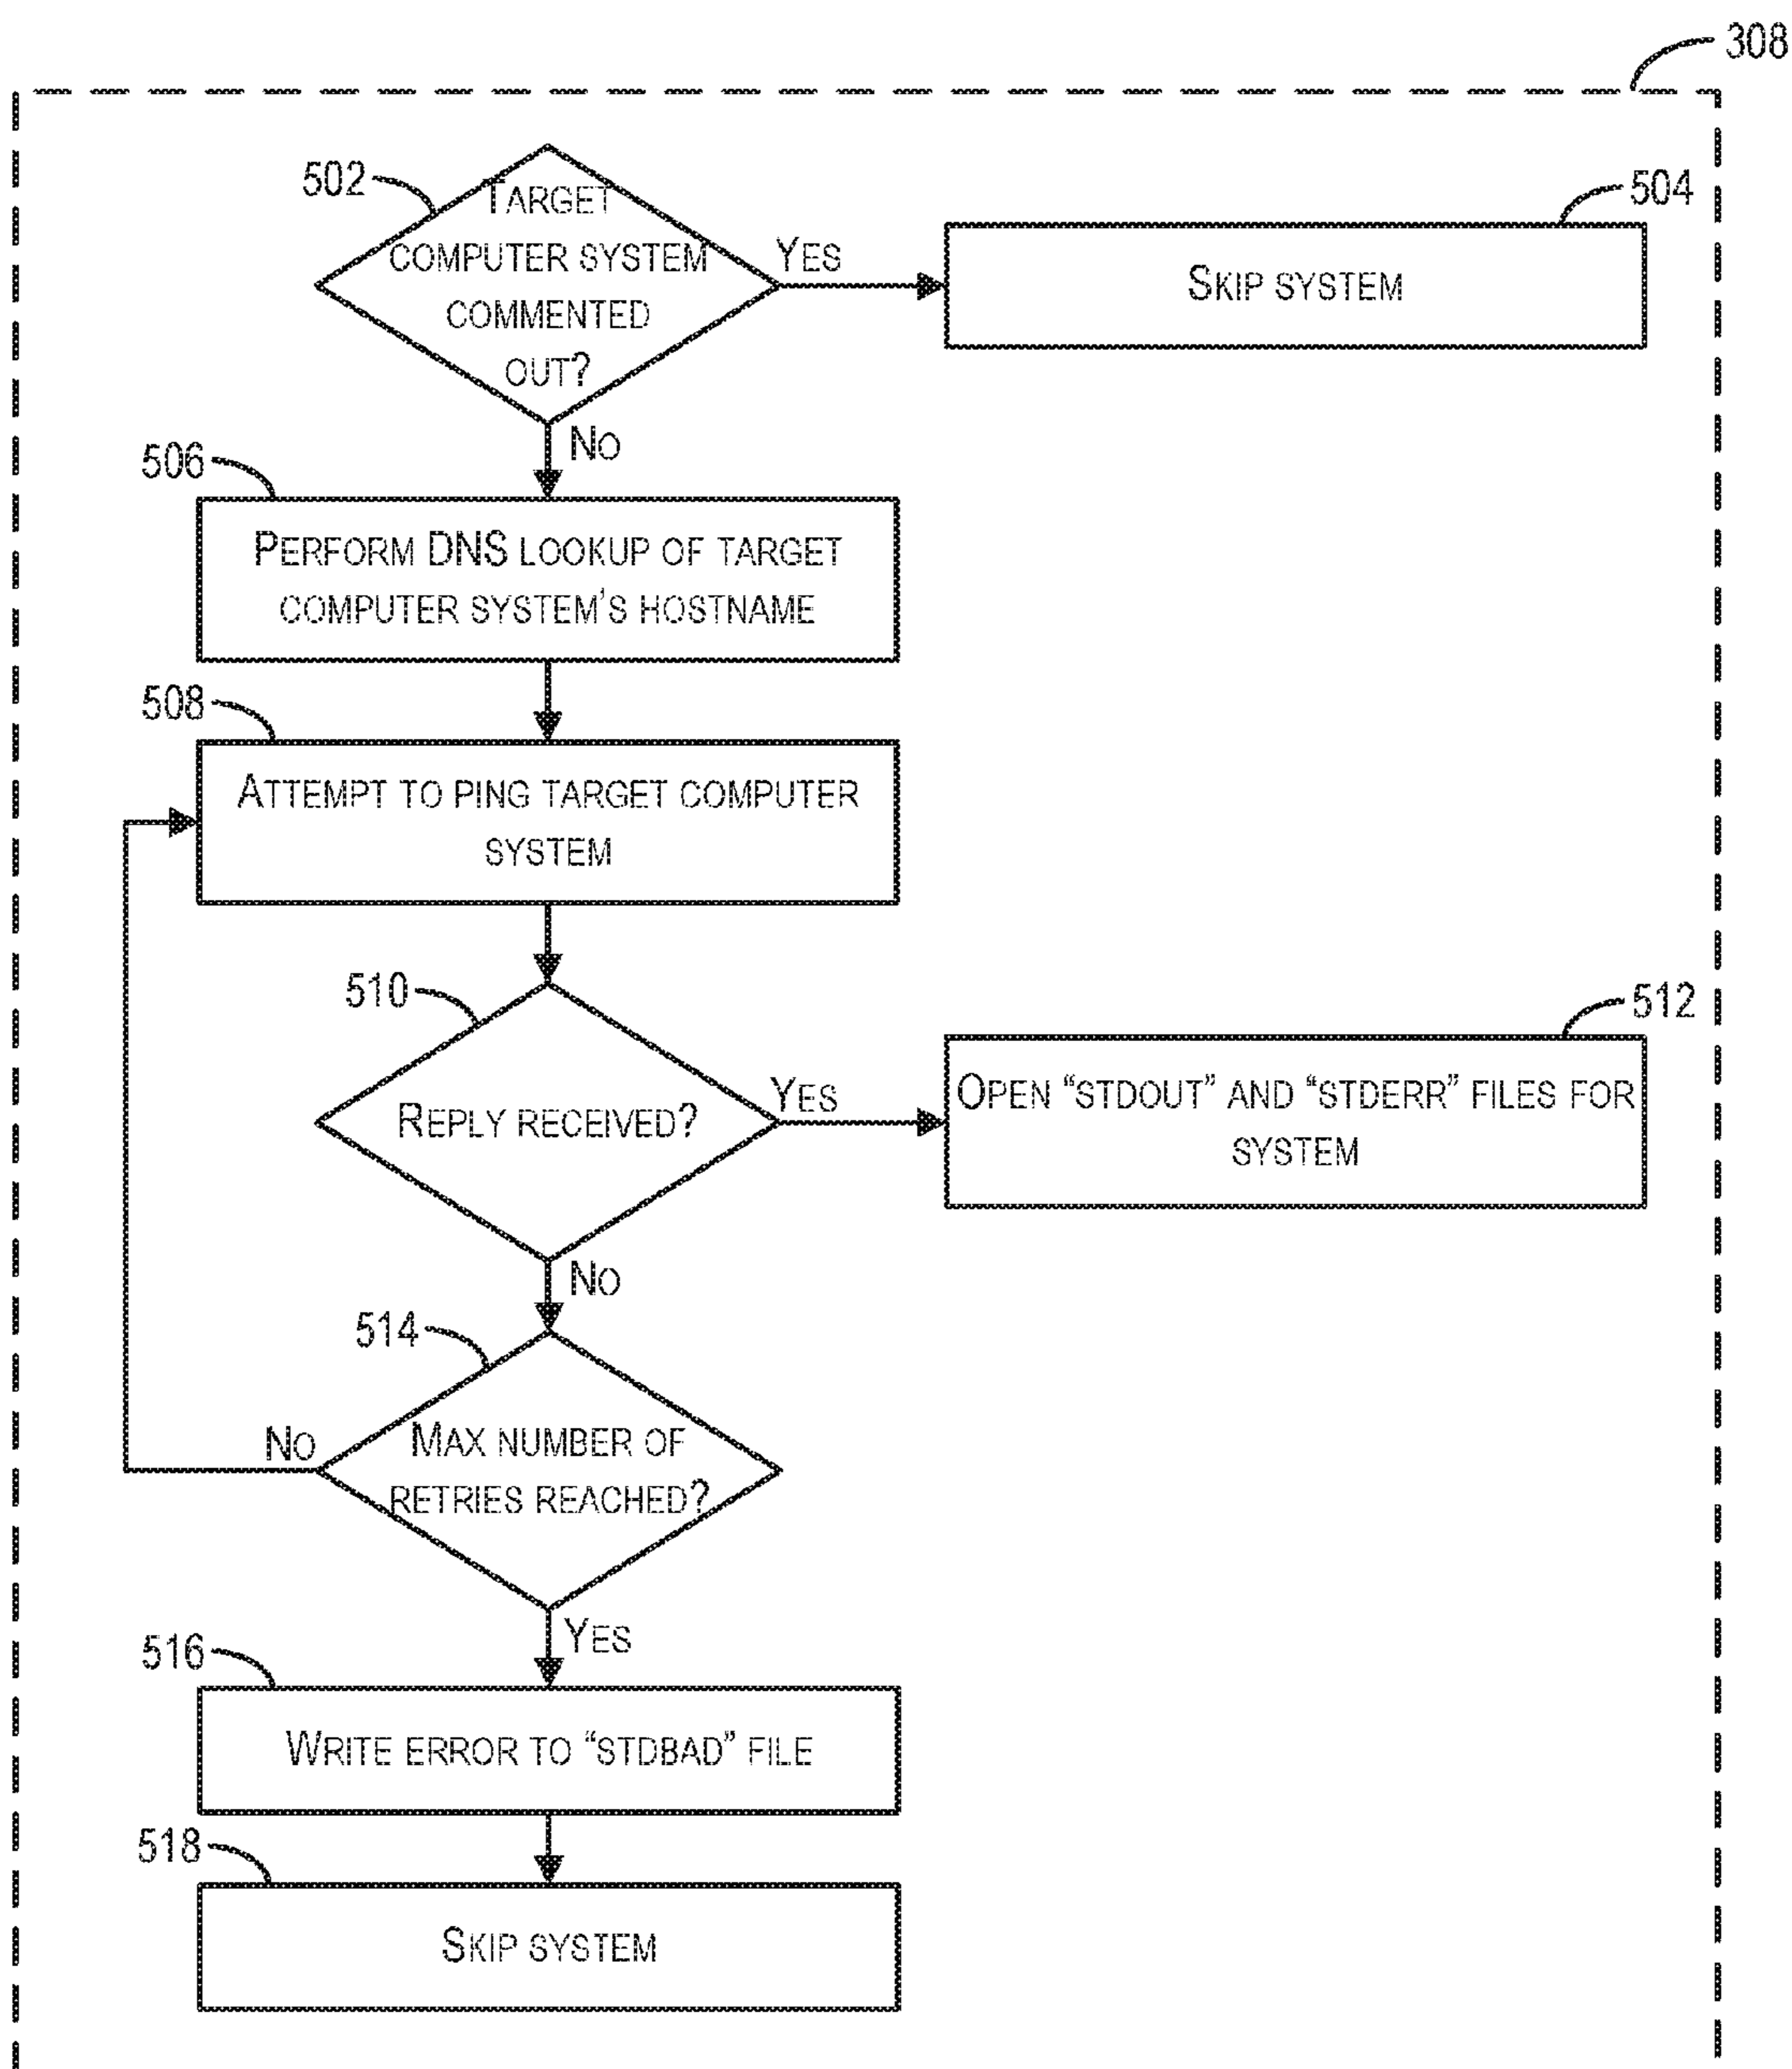 308
502
TARGET
COMPUTER SYSTEM
COMMENTED
OUT?
YES
504
SKIP SYSTEM
NO
506
PERFORM DNS LOOKUP OF TARGET
COMPUTER SYSTEM'S HOSTNAME
508
ATTEMPT TO PING TARGET COMPUTER
SYSTEM
510
REPLY RECEIVED?
YES
512
OPEN “STDOUT” AND “STDERR” FILES FOR
SYSTEM
NO
514
MAX NUMBER OF
RETRIES REACHED?
NO
YES
516
WRITE ERROR TO “STDBAD” FILE
518
SKIP SYSTEM